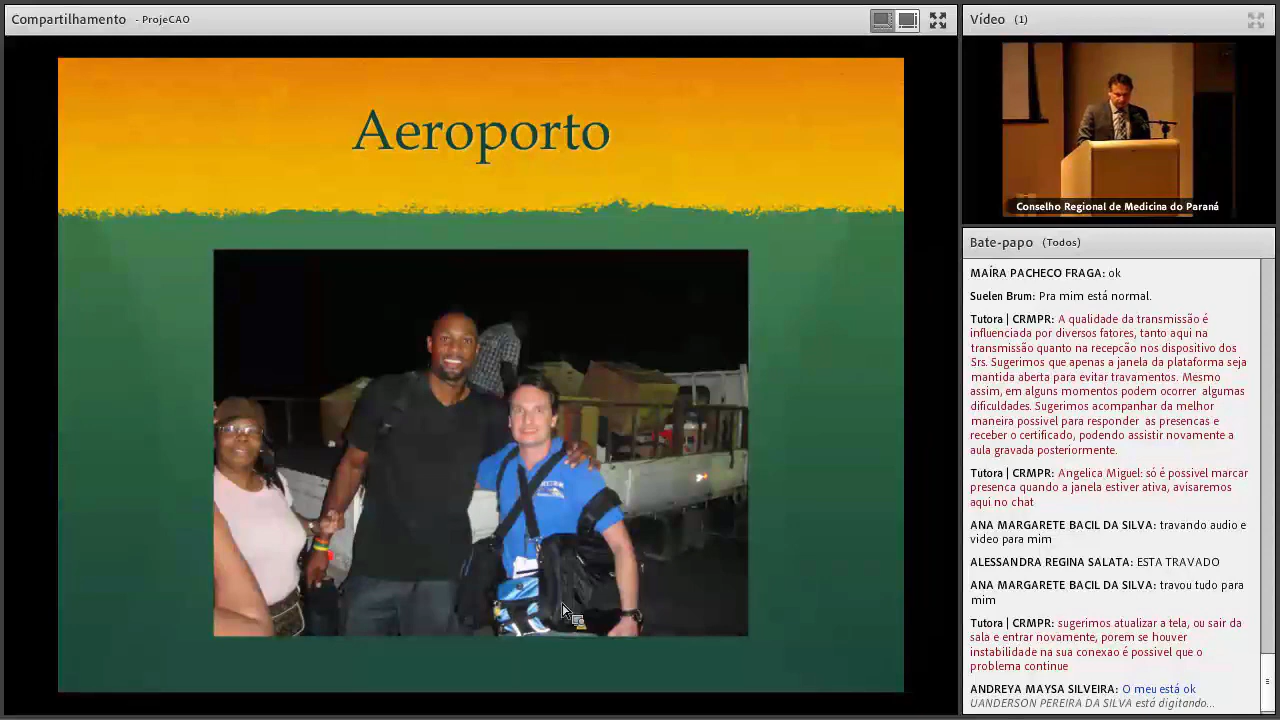 Compartilhamento - ProjeCAO
Aeroporto
Vídeo (1)
Conselho Regional de Medicina do Paraná
Bate-papo (Todos)
MAÍRA PACHECO FRAGA: ok
Suelen Brum: Pra mim está normal.
Tutora | CRMPR: A qualidade da transmissão é
influenciada por diversos fatores, tanto aqui na
transmissão quanto na recepcão nos dispositivo dos
Srs. Sugerimos que apenas a janela da plataforma seja
mantida aberta para evitar travamentos. Mesmo
assim, em alguns momentos podem ocorrer algumas
dificuldades. Sugerimos acompanhar da melhor
maneira possivel para responder as presencas e
receber o certificado, podendo assistir novamente a
aula gravada posteriormente.
Tutora | CRMPR: Angelica Miguel: só é possivel marcar
presenca quando a janela estiver ativa, avisaremos
aqui no chat
ANA MARGARETE BACIL DA SILVA: travando audio e
video para mim
ALESSANDRA REGINA SALATA: ESTA TRAVADO
ANA MARGARETE BACIL DA SILVA: travou tudo para
mim
Tutora | CRMPR: sugerimos atualizar a tela, ou sair da
sala e entrar novamente, porem se houver
instabilidade na sua conexao é possivel que o
problema continue
ANDREYA MAYSA SILVEIRA: O meu está ok
UANDERSON PEREIRA DA SILVA está digitando...